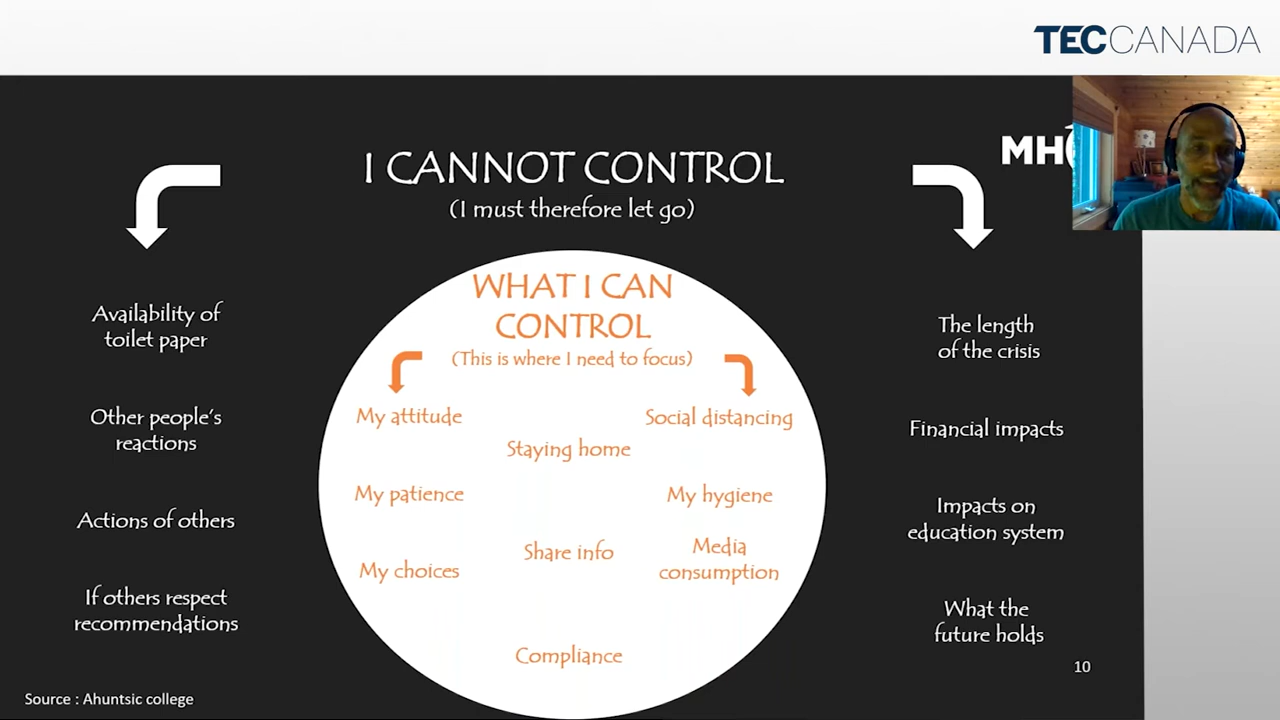 TECCANADA
MH
I CANNOT CONTROL
(I must therefore let go)
Availability of
toilet paper
Other people's
reactions
Actions of others
If others respect
recommendations
WHAT I CAN
CONTROL
(This is where I need to focus)
My attitude
My patience
My choices
Staying home
Share info
Compliance
Social distancing
My hygiene
Media
consumption
The length
of the crisis
Financial impacts
Impacts on
education system
What the
future holds
10
Source : Ahuntsic college